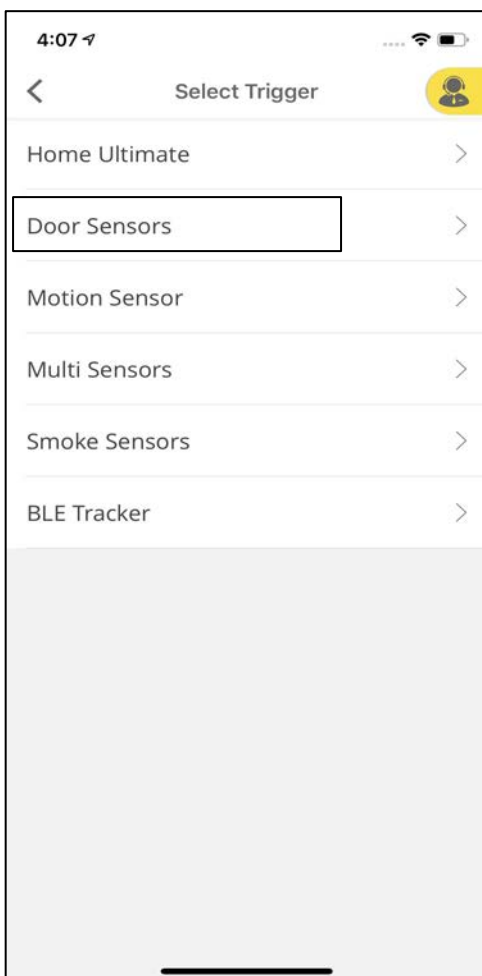 4:07
Select Trigger
Home Ultimate
Door Sensors
Motion Sensor
Multi Sensors
Smoke Sensors
BLE Tracker